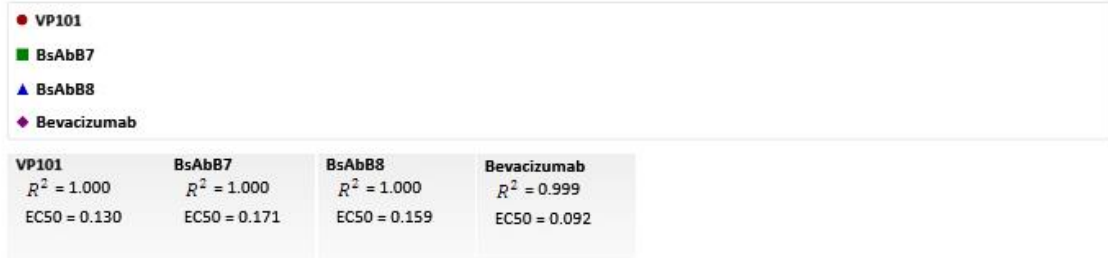 VP101
BsAbB7
BsAbB8
Bevacizumab
VP101 BsAbB7 BsAbB8 Bevacizumab
R² = 1.000 R² = 1.000 R² = 1.000 R² = 0.999
EC50 = 0.130 EC50 = 0.171 EC50 = 0.159 EC50 = 0.092